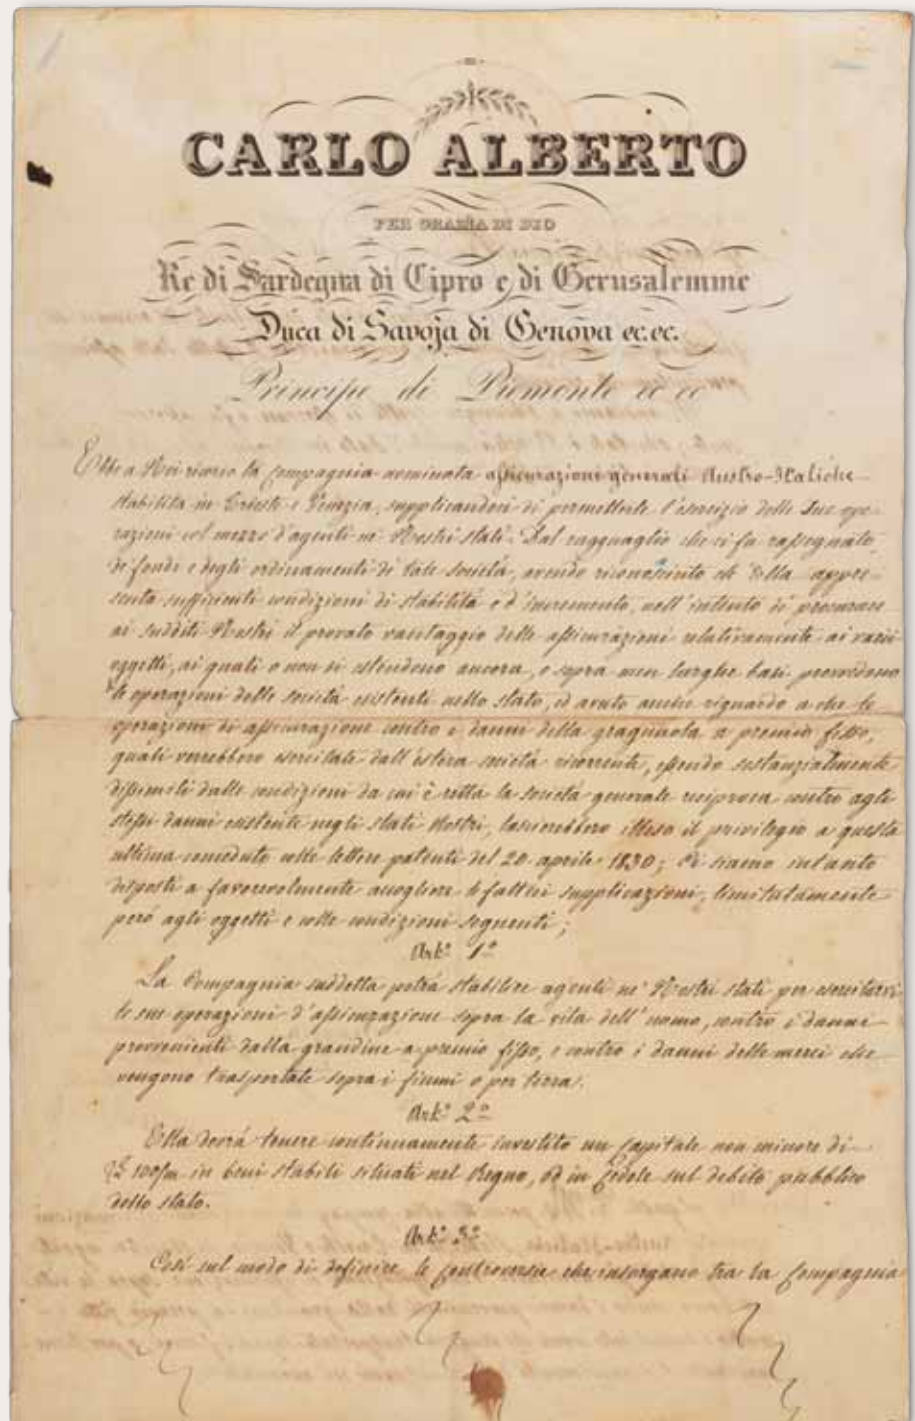 CARLO ALBERTO
PER GRAZIA DI DIO
Re di Sardegna di Cipro e di Gerusalemme
Duca di Savoja di Genova ec. ec.
Principe di Piemonte ec ec
Ebbe a Noi ricorso la Compagnia nominata assicurazioni generali Austro-Italiche
stabilita in Trieste e Venezia, supplicandoci di permetterle l'esercizio delle Sue ope-
razioni col mezzo d'agenti ne' Nostri stati. Dal ragguaglio che ci fu rassegnato
de' fondi e degli ordinamenti di tale società, avendo riconosciuto ch'Ella appre-
senta sufficienti condizioni di stabilità e d'incremento, nell'intento di procurare
ai sudditi Nostri il provato vantaggio delle assicurazioni relativamente ai varii
oggetti, ai quali o non si estendono ancora, o sopra men larghe basi provvedono
le operazioni delle società esistenti nello stato, ed avuto anche riguardo a che le
operazioni di assicurazione contro i danni della gragnuola a premio fisso,
quali verrebbero esercitate dall'estera società ricorrente, essendo sostanzialmente
dissimili dalle condizioni da cui è retta la società generale reciproca contro agli
stessi danni esistente negli stati Nostri, lascierebbero illeso il privilegio a questa
ultima conceduto colle lettere patenti del 20 aprile 1830; Ci siamo intanto
disposti a favorevolmente accogliere le fatteci supplicazioni, limitatamente
però agli oggetti e colle condizioni seguenti;
Art.º 1º
La Compagnia suddetta potrà stabilire agenti ne' Nostri stati per esercitarvi
le sue operazioni d'assicurazione sopra la vita dell'uomo, contro i danni
provvenienti dalla grandine a premio fisso, e contro i danni delle merci che
vengono trasportate sopra i fiumi o per terra.
Art.º 2º
Ella dovrà tenere continuamente investito un capitale non minore di
100/m in beni stabili situati nel Regno, od in Cedole sul debito pubblico
dello stato.
Art.º 3º
Così sul modo di definire le controversie che insorgano tra la Compagnia